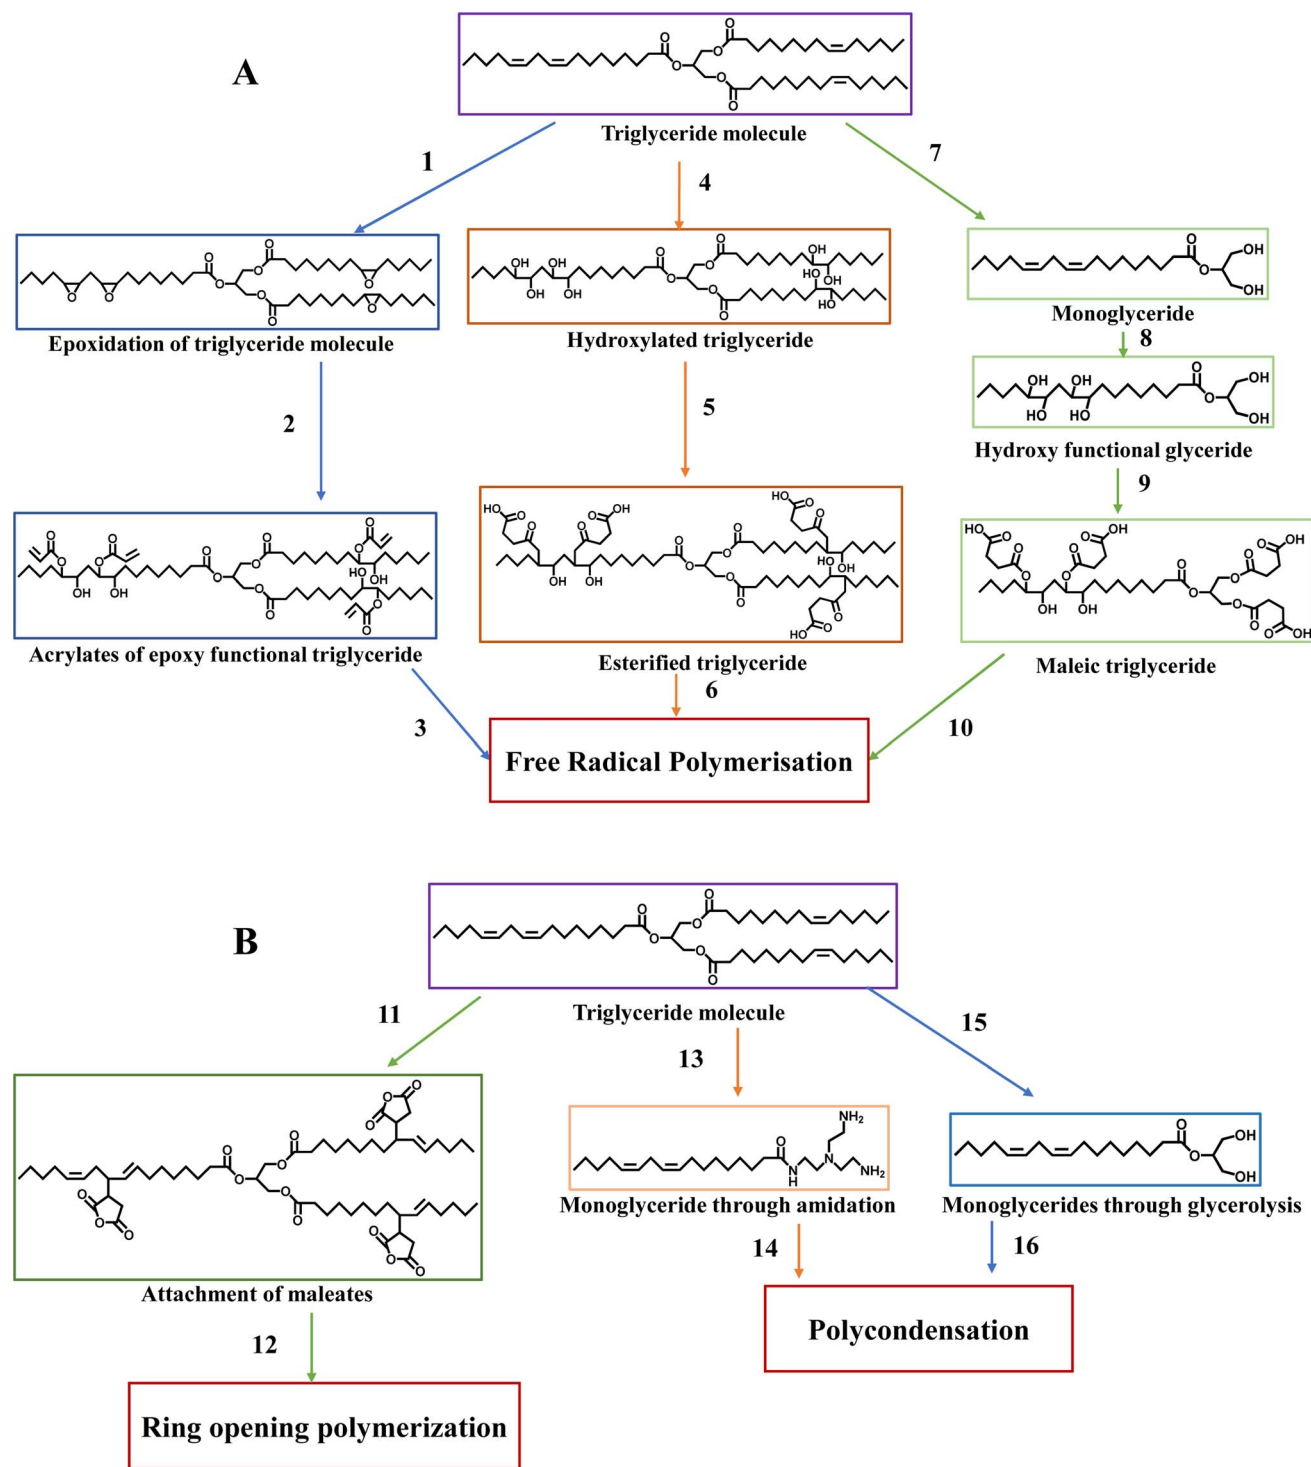 A
Triglyceride molecule
1
4
7
Epoxidation of triglyceride molecule
Hydroxylated triglyceride
Monoglyceride
8
2
5
Hydroxy functional glyceride
9
Acrylates of epoxy functional triglyceride
Esterified triglyceride
Maleic triglyceride
3
6
10
Free Radical Polymerisation
B
Triglyceride molecule
11
13
15
Attachment of maleates
Monoglyceride through amidation
Monoglycerides through glycerolysis
12
14
16
Polycondensation
Ring opening polymerization